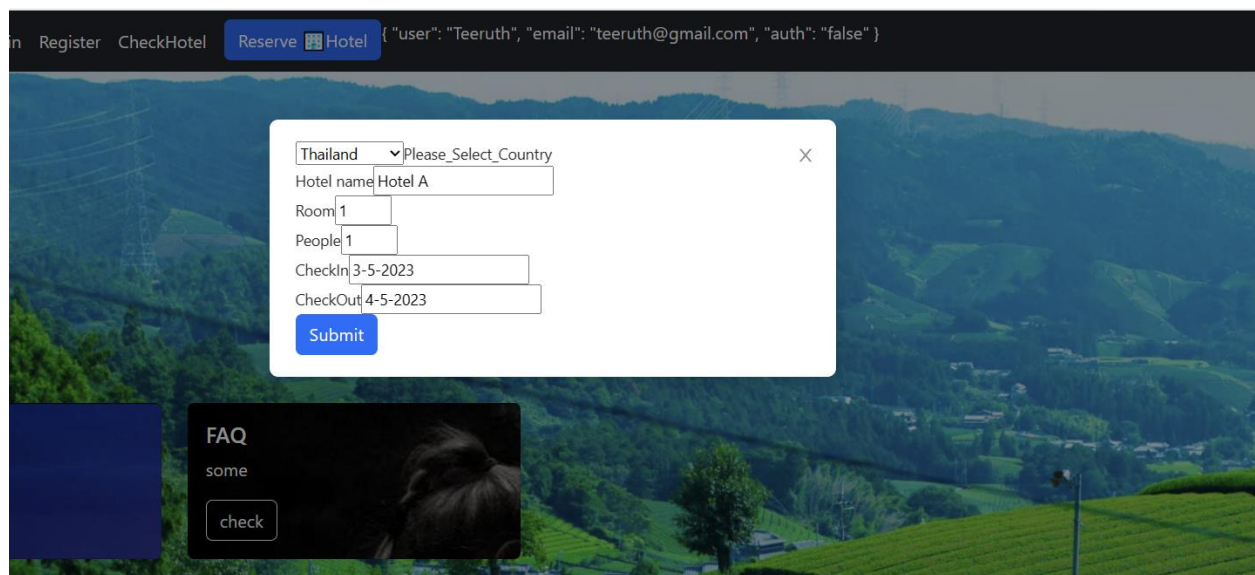 in Register CheckHotel Reserve 🏢 Hotel { "user": "Teeruth", "email": "teeruth@gmail.com", "auth": "false" }
Thailand Please_Select_Country X
Hotel name Hotel A
Room 1
People 1
CheckIn 3-5-2023
CheckOut 4-5-2023
Submit
FAQ
some
check